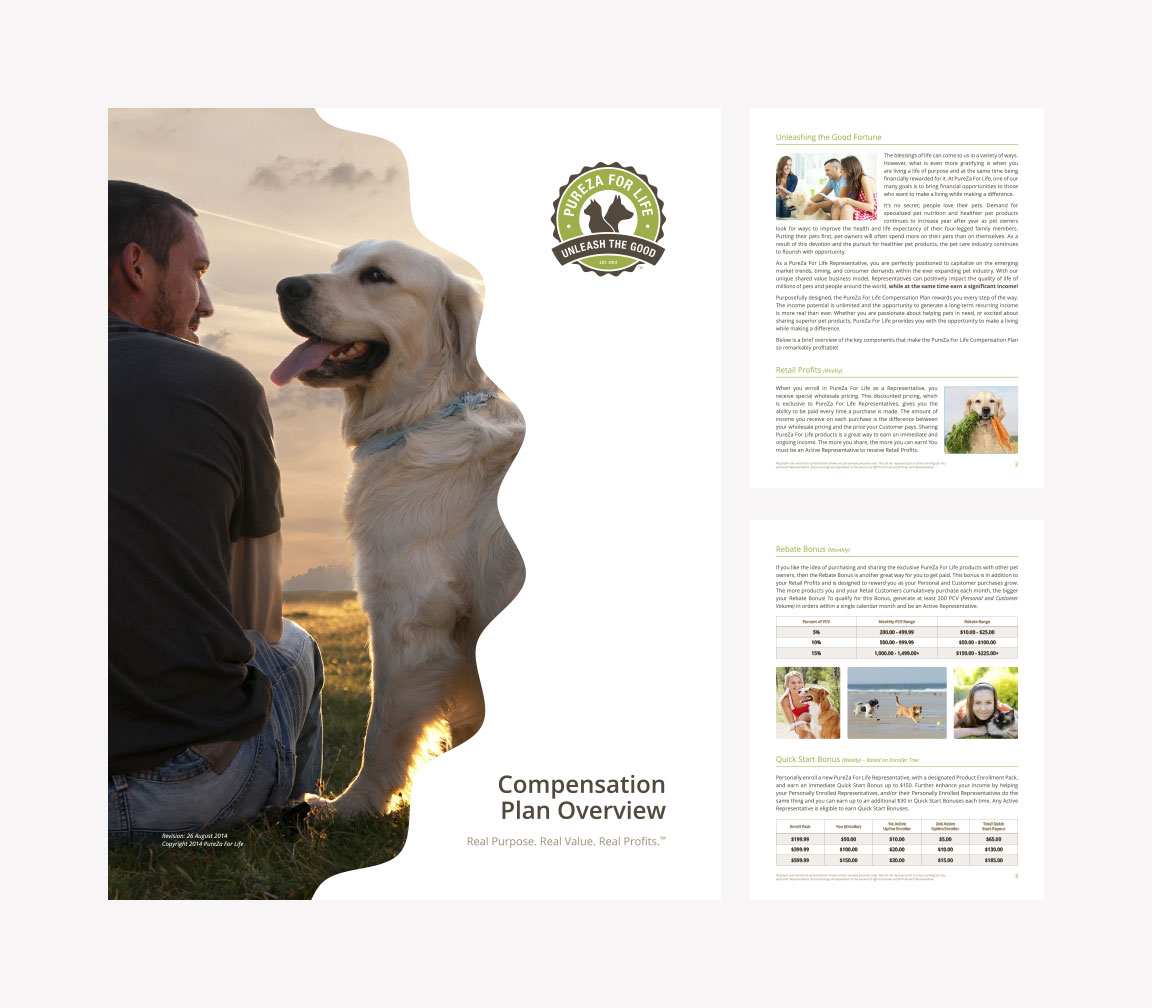 PUREZA FOR LIFE
UNLEASH THE GOOD
EST. 2013
TM
Compensation
Plan Overview
Real Purpose. Real Value. Real Profits.™
Revision: 26 August 2014
Copyright 2014 PureZa For Life
Unleashing the Good Fortune
The blessings of life can come to us in a variety of ways.
However, what is even more gratifying is when you
are living a life of purpose and at the same time being
financially rewarded for it. At PureZa For Life, one of our
many goals is to bring financial opportunities to those
who want to make a living while making a difference.
It's no secret; people love their pets. Demand for
specialized pet nutrition and healthier pet products
continues to increase year after year as pet owners
look for ways to improve the health and life expectancy of their four-legged family members.
Putting their pets first, pet owners will often spend more on their pets than on themselves. As a
result of this devotion and the pursuit for healthier pet products, the pet care industry continues
to flourish with opportunity.
As a PureZa For Life Representative, you are perfectly positioned to capitalize on the emerging
market trends, timing, and consumer demands within the ever expanding pet industry. With our
unique shared value business model, Representatives can positively impact the quality of life of
millions of pets and people around the world, while at the same time earn a significant income!
Purposefully designed, the PureZa For Life Compensation Plan rewards you every step of the way.
The income potential is unlimited and the opportunity to generate a long-term recurring income
is more real than ever. Whether you are passionate about helping pets in need, or excited about
sharing superior pet products, PureZa For Life provides you with the opportunity to make a living
while making a difference.
Below is a brief overview of the key components that make the PureZa For Life Compensation Plan
so remarkably profitable!
Retail Profits (Weekly)
When you enroll in PureZa For Life as a Representative, you
receive special wholesale pricing. This discounted pricing, which
is exclusive to PureZa For Life Representatives, gives you the
ability to be paid every time a purchase is made. The amount of
income you receive on each purchase is the difference between
your wholesale pricing and the price your Customer pays. Sharing
PureZa For Life products is a great way to earn an immediate and
ongoing income. The more you share, the more you can earn! You
must be an Active Representative to receive Retail Profits.
2
Rebate Bonus (Monthly)
If you like the idea of purchasing and sharing the exclusive PureZa For Life products with other pet
owners, then the Rebate Bonus is another great way for you to get paid. This bonus is in addition to
your Retail Profits and is designed to reward you as your Personal and Customer purchases grow.
The more products you and your Retail Customers cumulatively purchase each month, the bigger
your Rebate Bonus! To qualify for this Bonus, generate at least 200 PCV (Personal and Customer
Volume) in orders within a single calendar month and be an Active Representative.
Percent of PCV Monthly PCV Range Rebate Range
5% 200.00 - 499.99 $10.00 - $25.00
10% 500.00 - 999.99 $50.00 - $100.00
15% 1,000.00 - 1,499.00+ $150.00 - $225.00+
Quick Start Bonus (Weekly) – Based on Enroller Tree
Personally enroll a new PureZa For Life Representative, with a designated Product Enrollment Pack,
and earn an immediate Quick Start Bonus up to $150. Further enhance your income by helping
your Personally Enrolled Representatives, and/or their Personally Enrolled Representatives do the
same thing and you can earn up to an additional $30 in Quick Start Bonuses each time. Any Active
Representative is eligible to earn Quick Start Bonuses.
Enroll Pack You (Enroller) 1st Active Upline Enroller 2nd Active Upline Enroller Total Quick Start Payout
$199.99 $50.00 $10.00 $5.00 $65.00
$399.99 $100.00 $20.00 $10.00 $130.00
$599.99 $150.00 $30.00 $15.00 $185.00
3